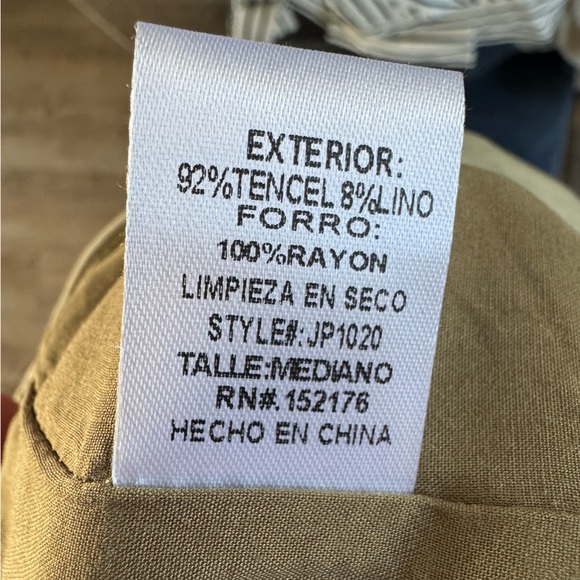 EXTERIOR:
92%TENCEL 8%LINO
FORRO:
100%RAYON
LIMPIEZA EN SECO
STYLE#:JP1020
TALLE:MEDIANO
RN#.152176
HECHO EN CHINA